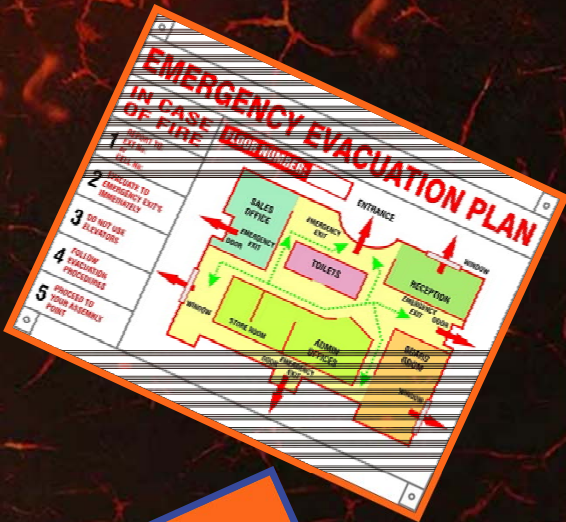 EMERGENCY EVACUATION PLAN
IN CASE
OF FIRE
FLOOR NUMBER:
1
2
EVACUATE TO
EMERGENCY EXIT'S
IMMEDIATELY
3
DO NOT USE
ELEVATORS
4
FOLLOW
EVACUATION
PROCEDURES
5
PROCEED TO
YOUR ASSEMBLY
POINT
SALES
OFFICE
EMERGENCY
EXIT
ENTRANCE
EMERGENCY
EXIT
DOOR
TOILETS
WINDOW
RECEPTION
EMERGENCY
EXIT
DOOR
WINDOW
STORE ROOM
ADMIN
OFFICES
BOARD
ROOM
DOOR
EMERGENCY
EXIT
WINDOW